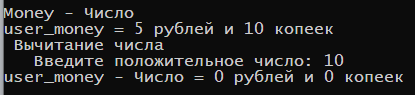 Money - Число
user_money = 5 рублей и 10 копеек
Вычитание числа
Введите положительное число: 10
user_money - Число = 0 рублей и 0 копеек